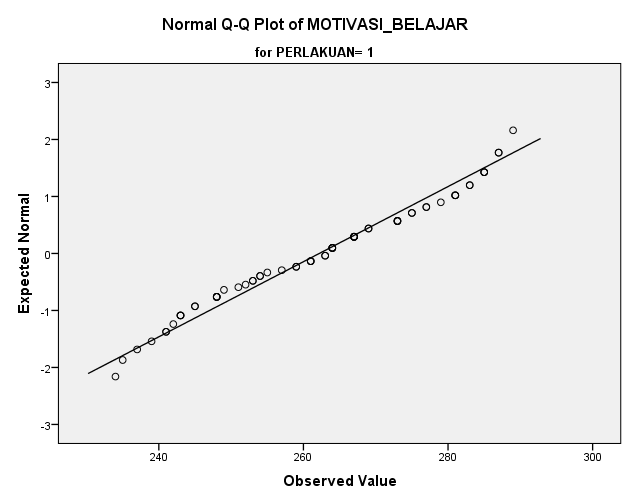 Normal Q-Q Plot of MOTIVASI_BELAJAR
for PERLAKUAN= 1
Expected Normal
3
2
1
0
-1
-2
-3
240 260 280 300
Observed Value